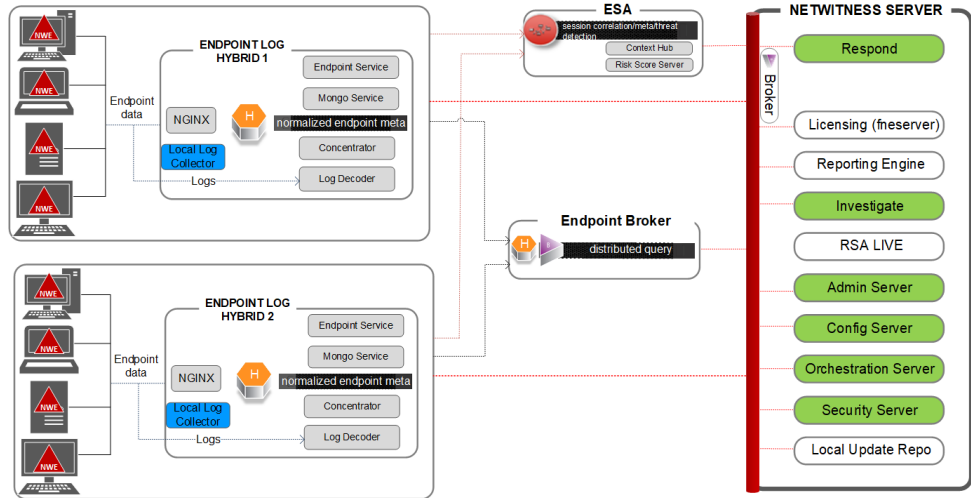 NWE
NWE
NWE
NWE
Endpoint
data
ENDPOINT LOG
HYBRID 1
NGINX
Local Log
Collector
Logs
H
Endpoint Service
Mongo Service
normalized endpoint meta
Concentrator
Log Decoder
NWE
NWE
NWE
NWE
Endpoint
data
ENDPOINT LOG
HYBRID 2
NGINX
Local Log
Collector
Logs
H
Endpoint Service
Mongo Service
normalized endpoint meta
Concentrator
Log Decoder
ESA
session correlation/meta/threat
detection
Context Hub
Risk Score Server
Endpoint Broker
H
distributed query
NETWITNESS SERVER
Broker
Respond
Licensing (fneserver)
Reporting Engine
Investigate
RSA LIVE
Admin Server
Config Server
Orchestration Server
Security Server
Local Update Repo